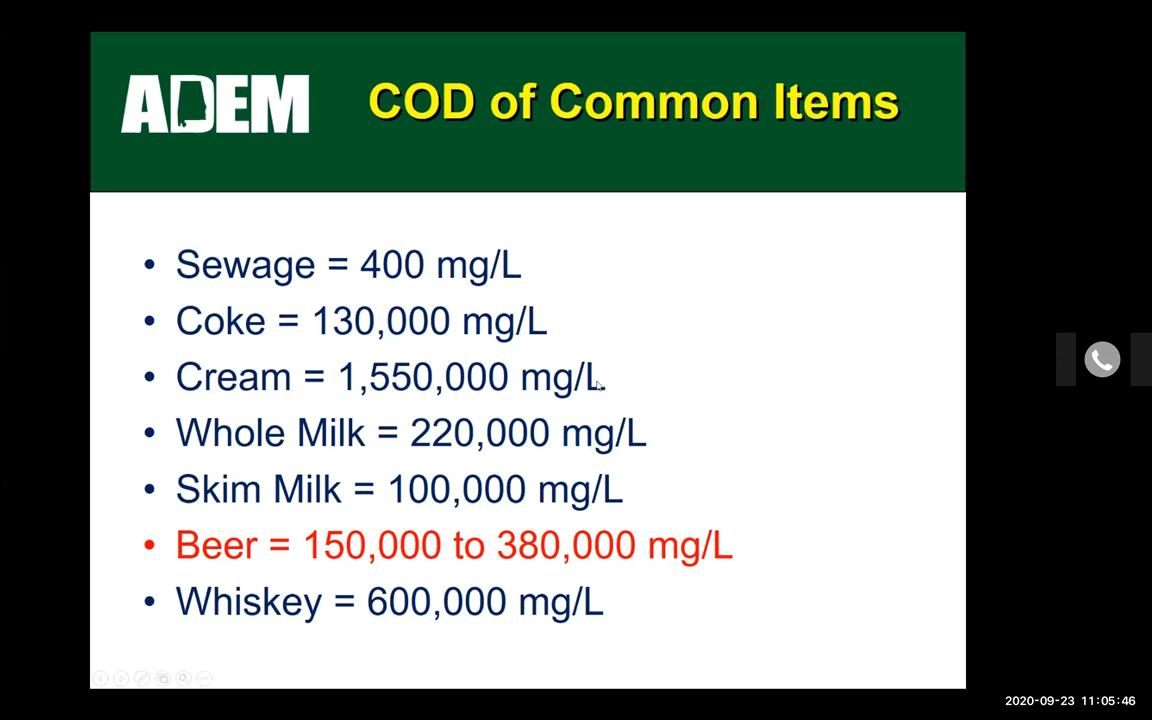 ADEM
COD of Common Items
• Sewage = 400 mg/L
• Coke = 130,000 mg/L
• Cream = 1,550,000 mg/L
• Whole Milk = 220,000 mg/L
• Skim Milk = 100,000 mg/L
• Beer = 150,000 to 380,000 mg/L
• Whiskey = 600,000 mg/L
2020-09-23 11:05:46